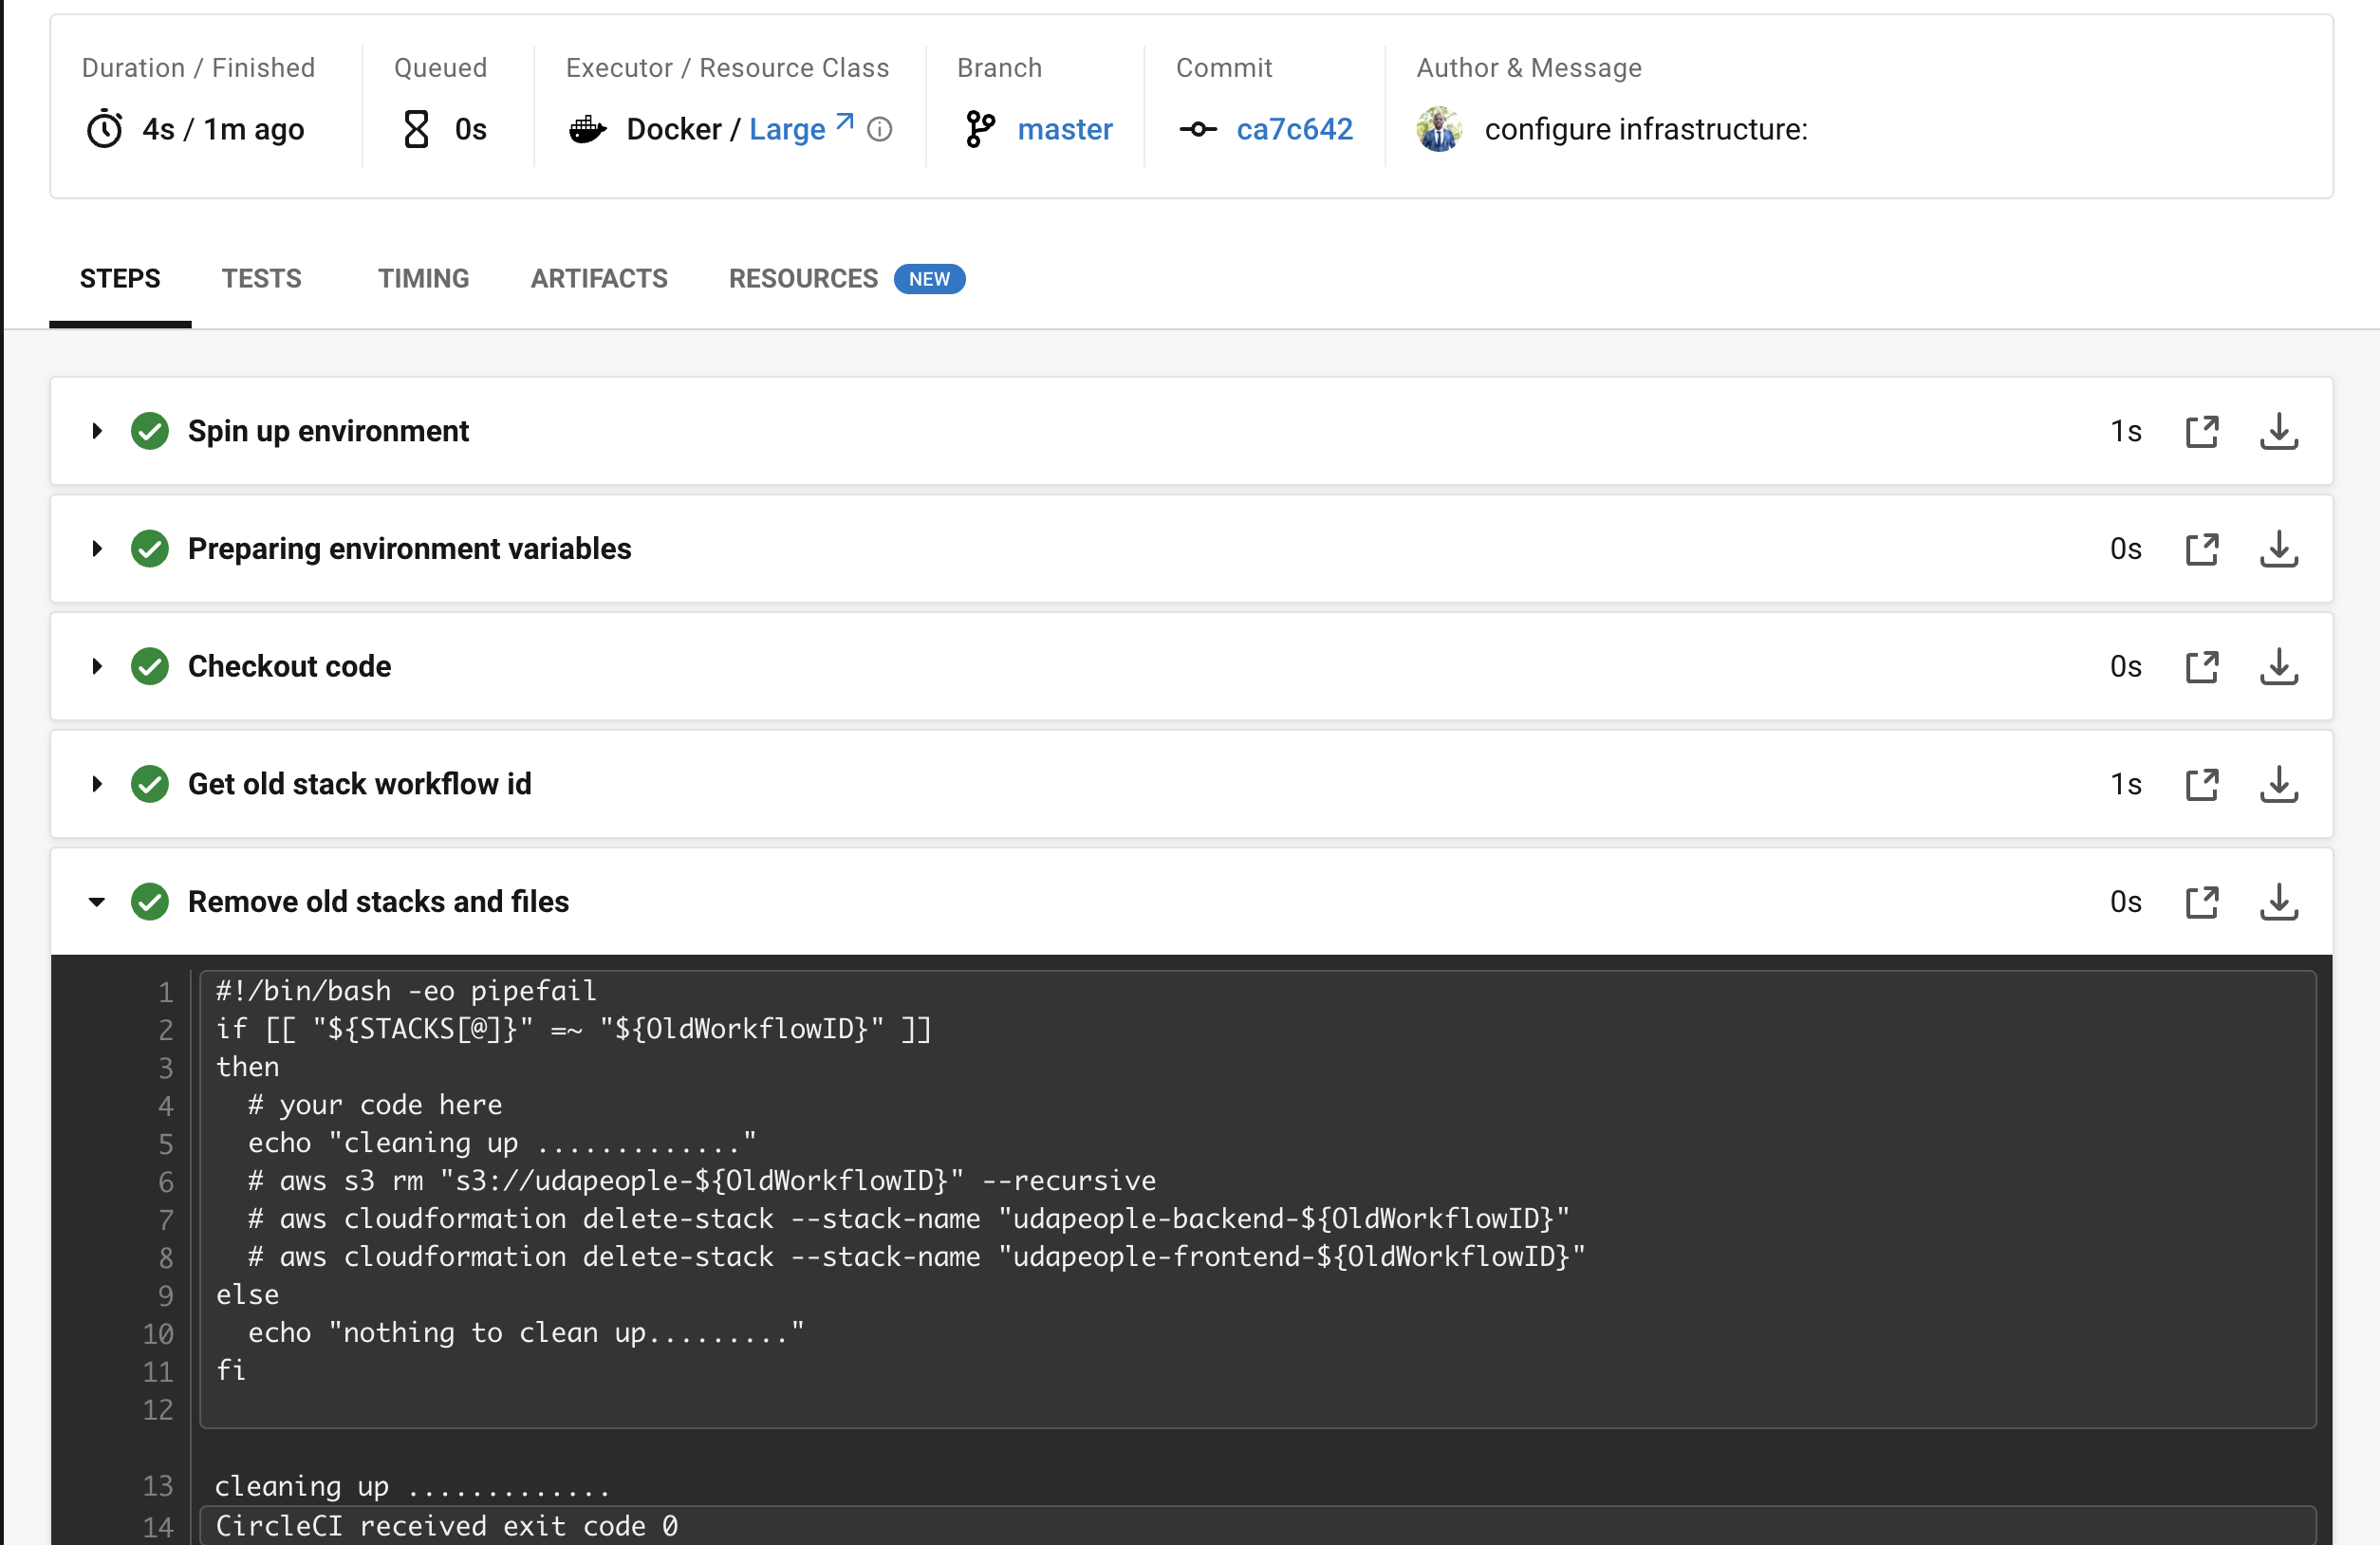 Duration / Finished
4s / 1m ago
Queued
0s
Executor / Resource Class
Docker / Large
Branch
master
Commit
ca7c642
Author & Message
configure infrastructure:
STEPS TESTS TIMING ARTIFACTS RESOURCES NEW
Spin up environment 1s
Preparing environment variables 0s
Checkout code 0s
Get old stack workflow id 1s
Remove old stacks and files 0s
1 #!/bin/bash -eo pipefail
2 if [[ "${STACKS[@]}" =~ "${OldWorkflowID}" ]]
3 then
4   # your code here
5   echo "cleaning up ............."
6   # aws s3 rm "s3://udapeople-${OldWorkflowID}" --recursive
7   # aws cloudformation delete-stack --stack-name "udapeople-backend-${OldWorkflowID}"
8   # aws cloudformation delete-stack --stack-name "udapeople-frontend-${OldWorkflowID}"
9 else
10   echo "nothing to clean up........."
11 fi
12
13 cleaning up .............
14 CircleCI received exit code 0